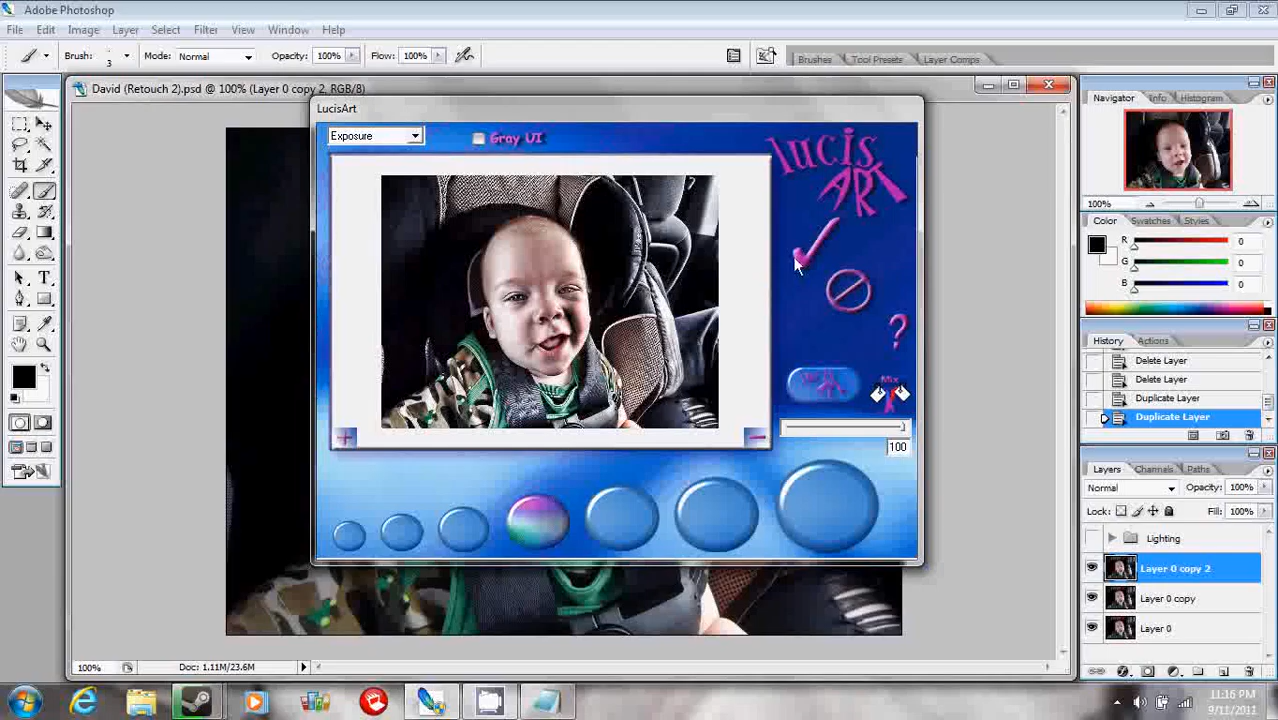 Adobe Photoshop
File Edit Image Layer Select Filter View Window Help
Brush: 3 Mode: Normal Opacity: 100% Flow: 100% Brushes Tool Presets Layer Comps
David (Retouch 2).psd @ 100% (Layer 0 copy 2, RGB/8)
LucisArt
Exposure Gray UI
lucis
ART
?
Mix
100
Navigator Info Histogram
100%
Color Swatches Styles
R 0
G 0
B 0
History Actions
Delete Layer
Delete Layer
Duplicate Layer
Duplicate Layer
Layers Channels Paths
Normal Opacity: 100%
Lock: Fill: 100%
Lighting
Layer 0 copy 2
Layer 0 copy
Layer 0
100% Doc: 1.11M/23.6M
11:16 PM
9/11/2011